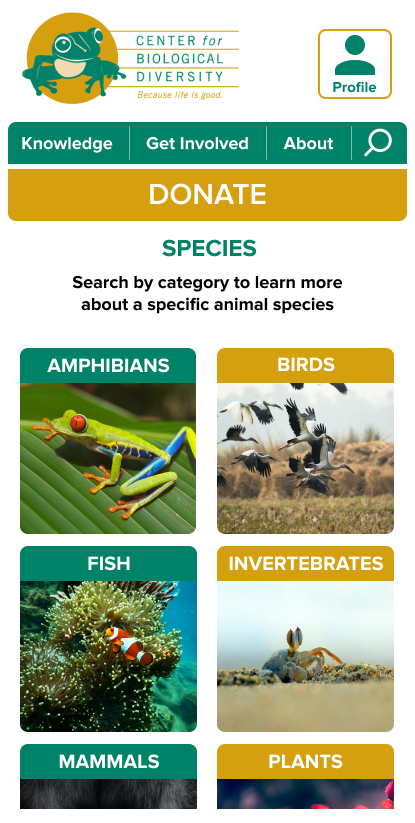 CENTER for
BIOLOGICAL
DIVERSITY
Because life is good.
Profile
Knowledge
Get Involved
About
DONATE
SPECIES
Search by category to learn more
about a specific animal species
AMPHIBIANS
BIRDS
FISH
INVERTEBRATES
MAMMALS
PLANTS